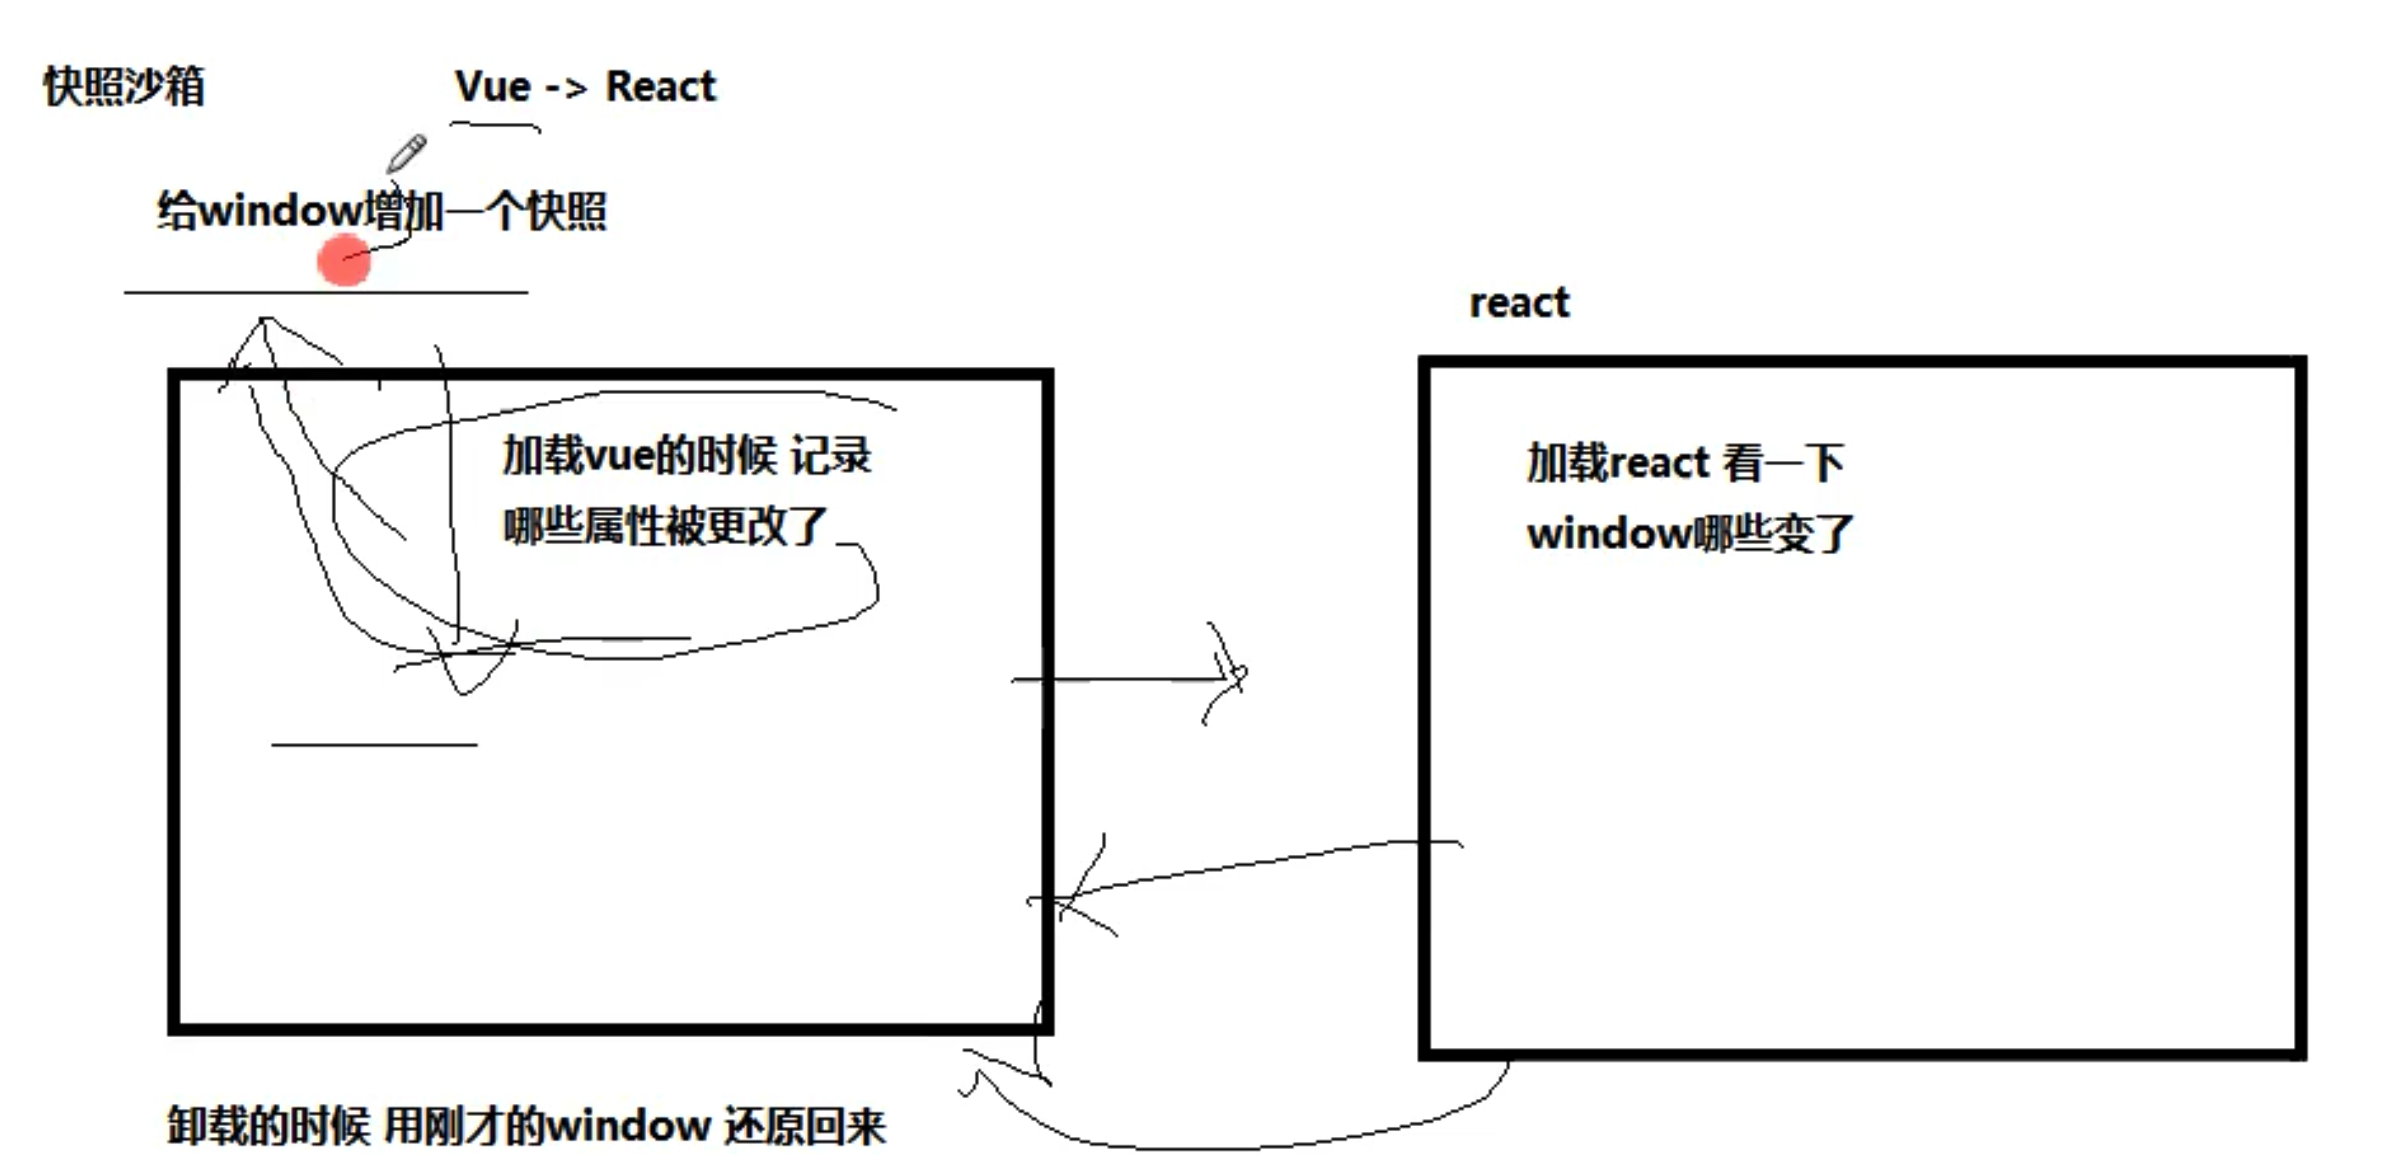 快照沙箱
Vue -> React
给window增加一个快照
加载vue的时候 记录
哪些属性被更改了
react
加载react 看一下
window哪些变了
卸载的时候 用刚才的window 还原回来